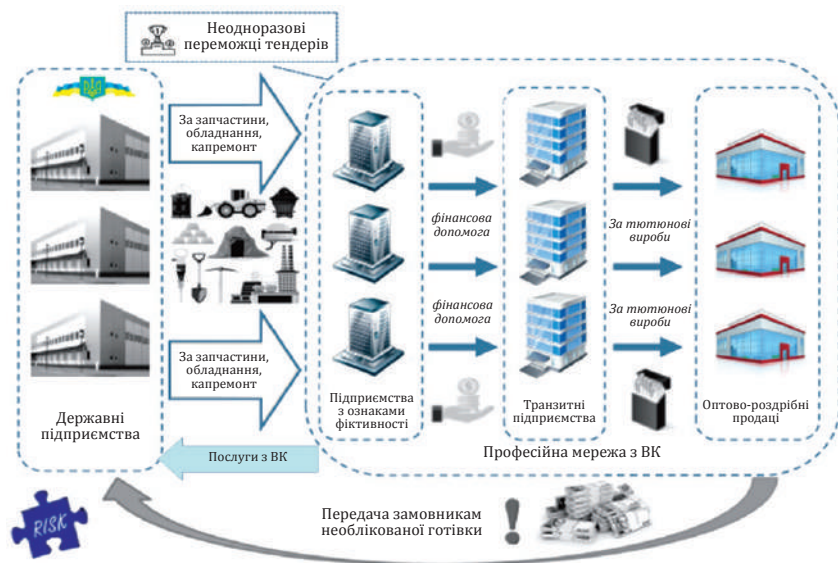 Неодноразові
переможці тендерів
За запчастини,
обладнання,
капремонт
фінансова
допомога
За тютюнові
вироби
фінансова
допомога
За тютюнові
вироби
За запчастини,
обладнання,
капремонт
Державні
підприємства
Підприємства
з ознаками
фіктивності
Транзитні
підприємства
Оптово-роздрібні
продаці
Послуги з ВК
Професійна мережа з ВК
Передача замовникам
необлікованої готівки
RISK